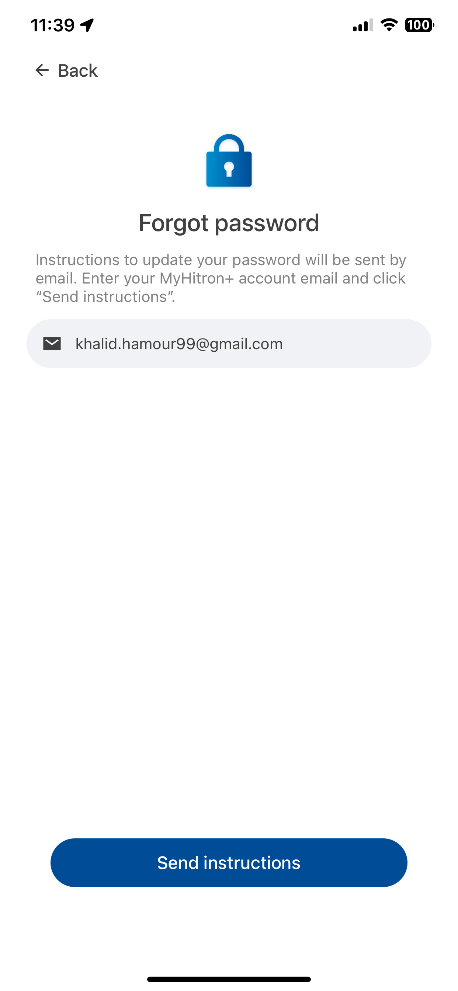 11:39
100
← Back
Forgot password
Instructions to update your password will be sent by
email. Enter your MyHitron+ account email and click
“Send instructions”.
khalid.hamour99@gmail.com
Send instructions